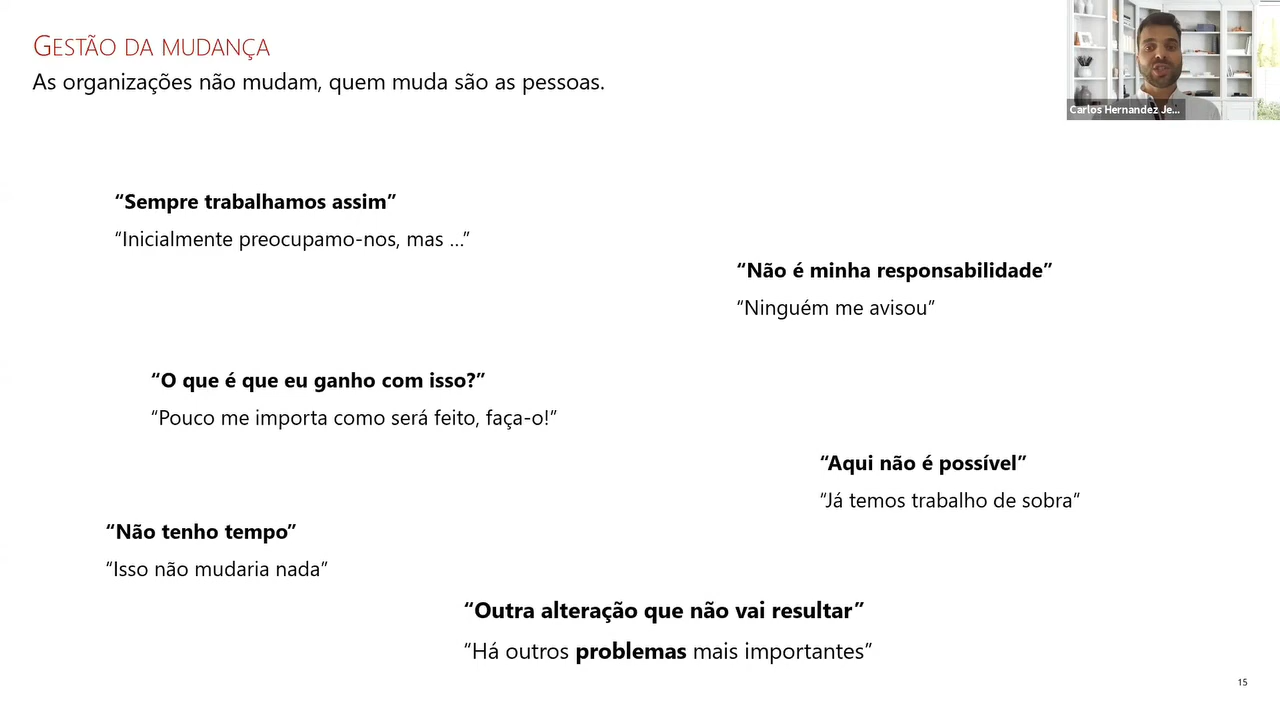 GESTÃO DA MUDANÇA
As organizações não mudam, quem muda são as pessoas.
Carlos Hernandez Je...
“Sempre trabalhamos assim”
“Inicialmente preocupamo-nos, mas ...”
“Não é minha responsabilidade”
“Ninguém me avisou”
“O que é que eu ganho com isso?”
“Pouco me importa como será feito, faça-o!”
“Aqui não é possível”
“Já temos trabalho de sobra”
“Não tenho tempo”
“Isso não mudaria nada”
“Outra alteração que não vai resultar”
“Há outros problemas mais importantes”
15